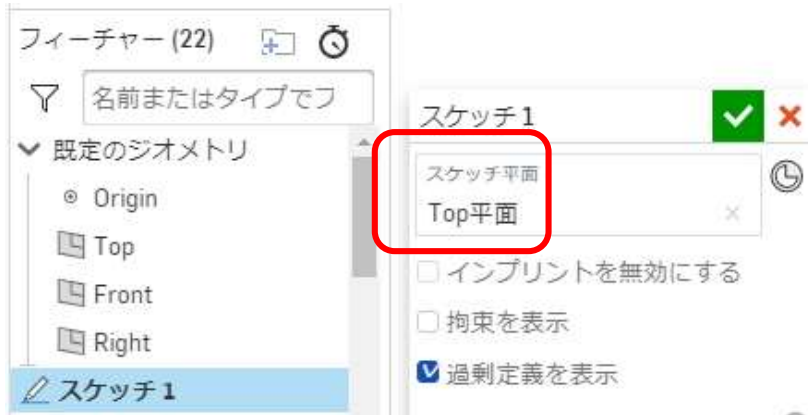 フィーチャー (22)
名前またはタイプでフ
既定のジオメトリ
Origin
Top
Front
Right
スケッチ 1
スケッチ 1
スケッチ平面
Top平面
インプリントを無効にする
拘束を表示
過剰定義を表示